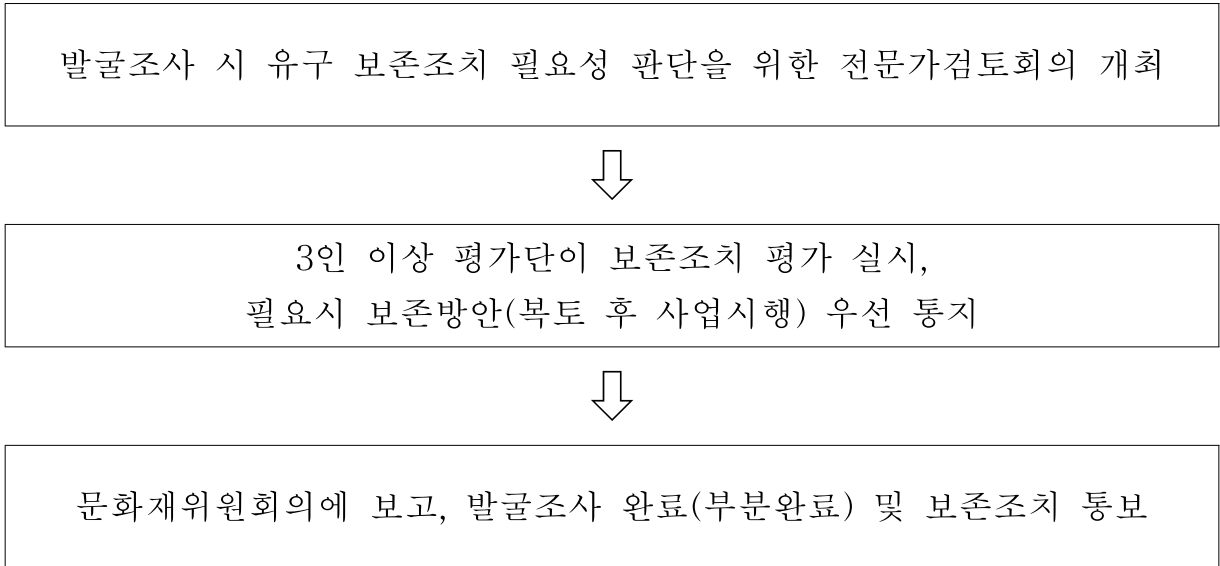 발굴조사 시 유구 보존조치 필요성 판단을 위한 전문가검토회의 개최
3인 이상 평가단이 보존조치 평가 실시,
필요시 보존방안(복토 후 사업시행) 우선 통지
문화재위원회의에 보고, 발굴조사 완료(부분완료) 및 보존조치 통보